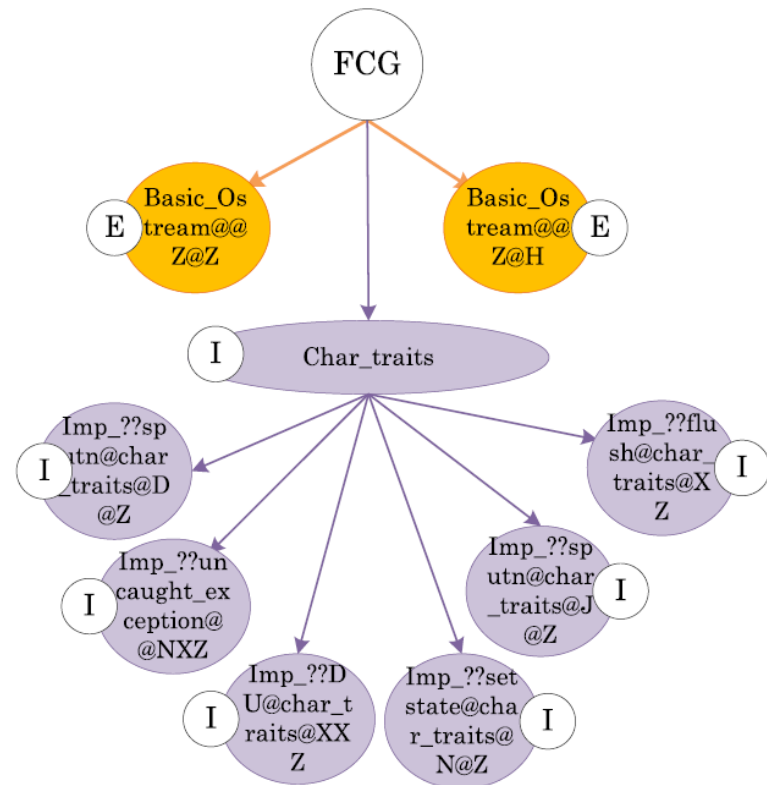 FCG
Basic_Os
tream@@
Z@Z
E
Basic_Os
tream@@
Z@H
E
I
Char_traits
Imp_??sp
utn@char
_traits@D
@Z
I
Imp_??flu
sh@char_
traits@X
Z
I
Imp_??un
caught_ex
ception@
@NXZ
I
Imp_??sp
utn@char
_traits@J
@Z
I
Imp_??D
U@char_t
raits@XX
Z
I
Imp_??set
state@cha
r_traits@
N@Z
I